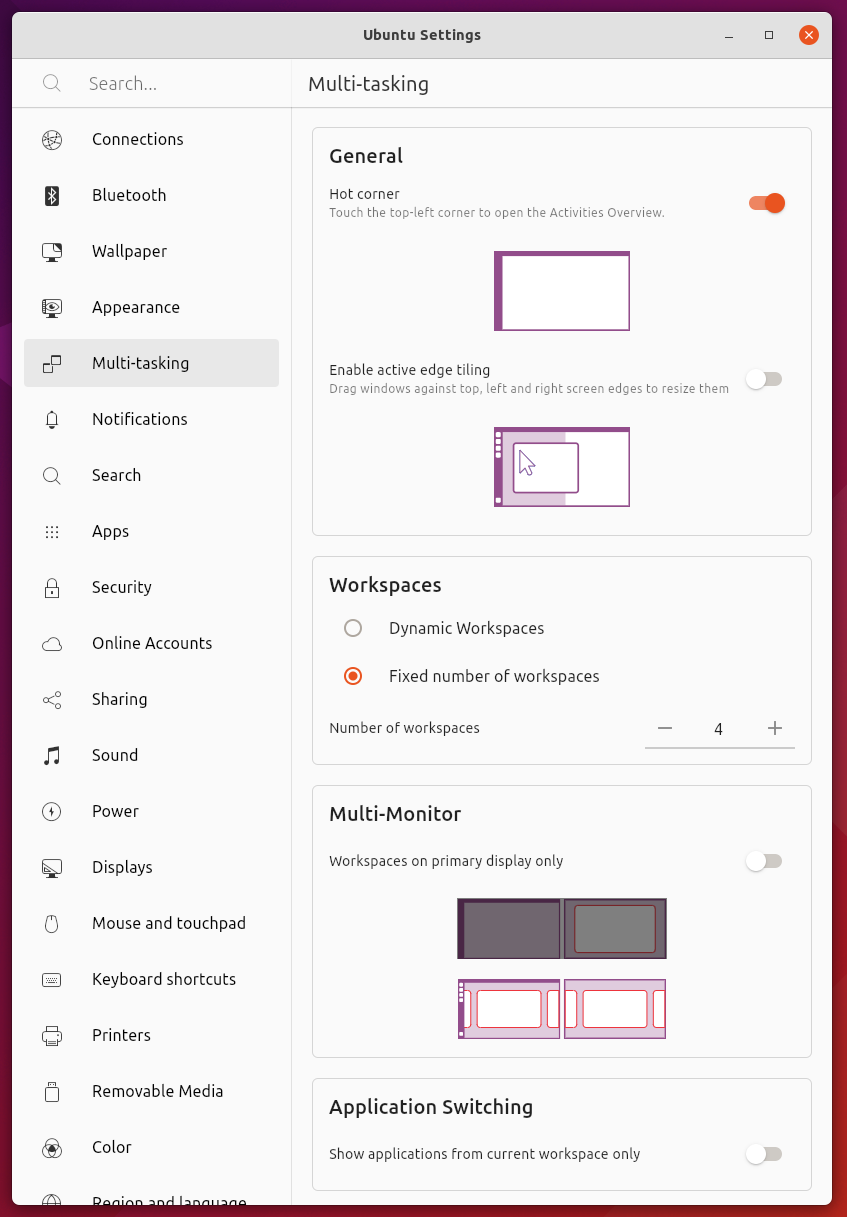 Ubuntu Settings
Search...
Multi-tasking
Connections
Bluetooth
Wallpaper
Appearance
Multi-tasking
Notifications
Search
Apps
Security
Online Accounts
Sharing
Sound
Power
Displays
Mouse and touchpad
Keyboard shortcuts
Printers
Removable Media
Color
Region and language
General
Hot corner
Touch the top-left corner to open the Activities Overview.
Enable active edge tiling
Drag windows against top, left and right screen edges to resize them
Workspaces
Dynamic Workspaces
Fixed number of workspaces
Number of workspaces
4
Multi-Monitor
Workspaces on primary display only
Application Switching
Show applications from current workspace only